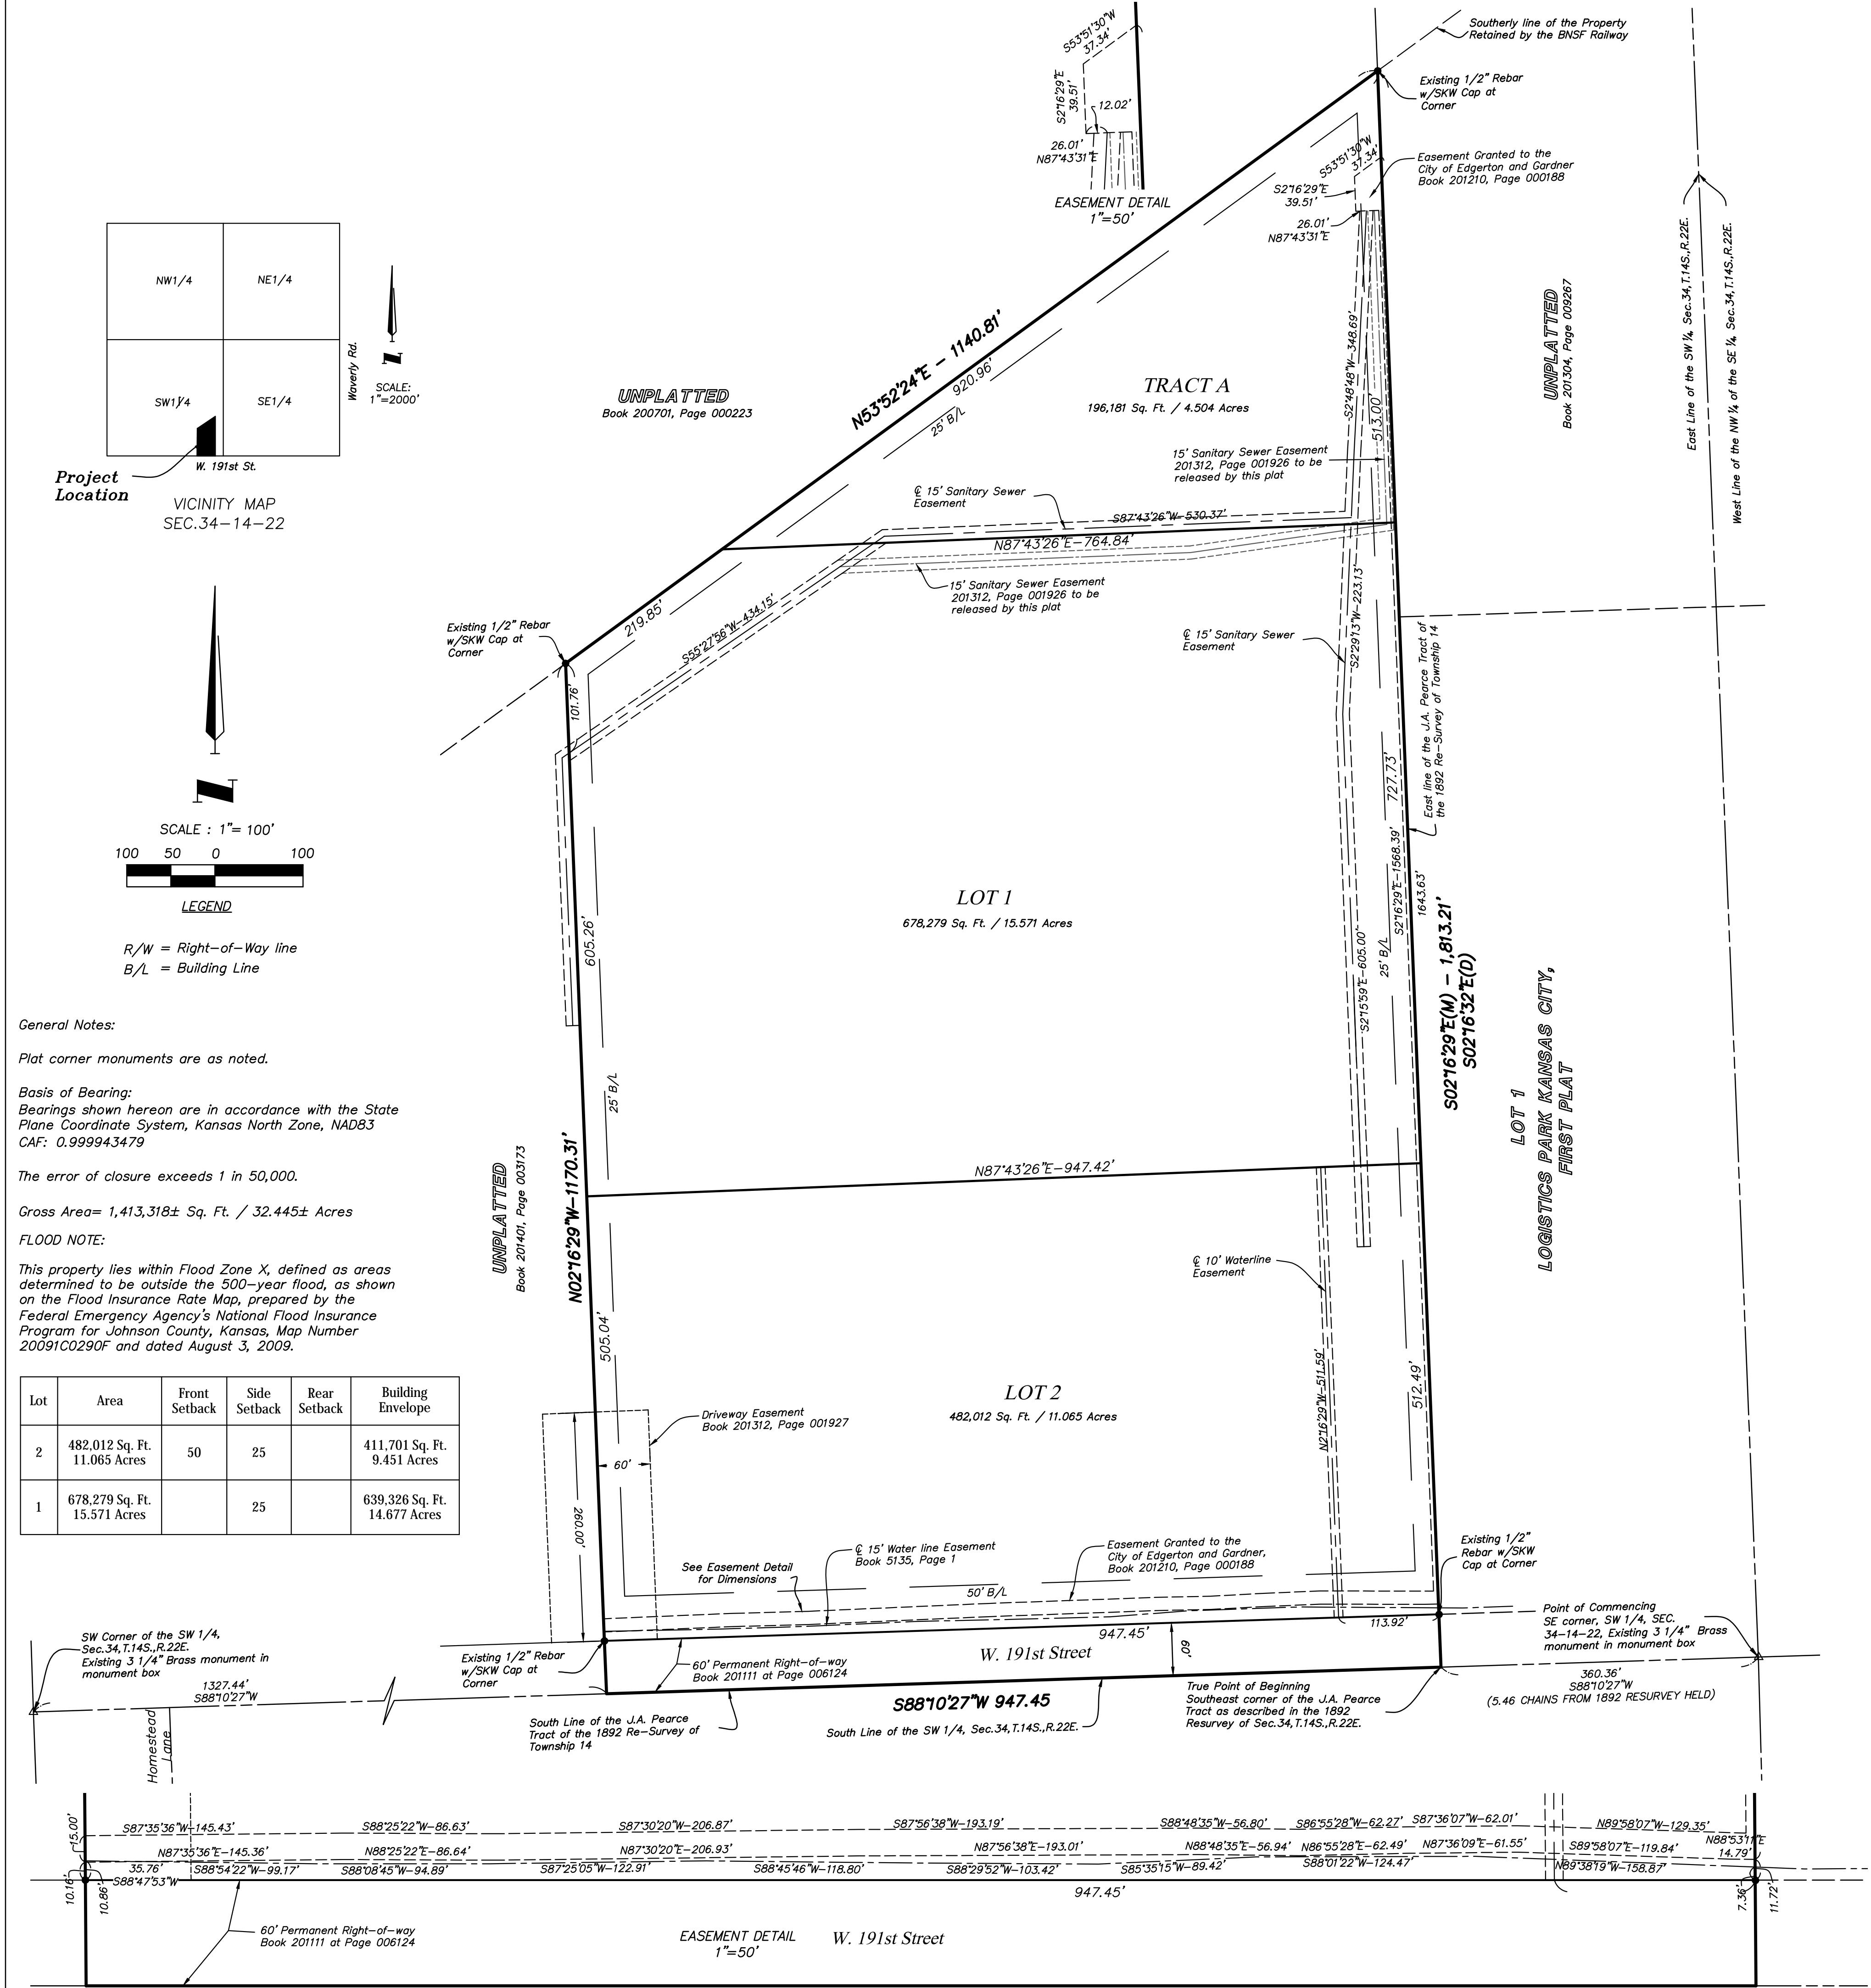 S53°51'30"W
37.34'
S2°16'29"E
39.51'
12.02'
26.01'
N87°43'31"E
EASEMENT DETAIL
1"=50'
Southerly line of the Property
Retained by the BNSF Railway
Existing 1/2" Rebar
w/SKW Cap at
Corner
S53°51'30"W
37.34'
Easement Granted to the
City of Edgerton and Gardner
Book 201210, Page 000188
S2°16'29"E
39.51'
26.01'
N87°43'31"E
East Line of the SW ¼, Sec.34,T.14S.,R.22E.
West Line of the NW ¼ of the SE ¼, Sec.34,T.14S.,R.22E.
NW1/4
NE1/4
SW1/4
SE1/4
Waverly Rd.
N
SCALE:
1"=2000'
W. 191st St.
Project
Location
VICINITY MAP
SEC.34-14-22
UNPLATTED
Book 200701, Page 000223
N53°52'24"E - 1140.81'
920.96'
25' B/L
TRACT A
196,181 Sq. Ft. / 4.504 Acres
S2°48'48"W-348.69'
513.00'
UNPLATTED
Book 201304, Page 009267
15' Sanitary Sewer Easement
201312, Page 001926 to be
released by this plat
℄ 15' Sanitary Sewer
Easement
S87°43'26"W-530.37'
N87°43'26"E-764.84'
15' Sanitary Sewer Easement
201312, Page 001926 to be
released by this plat
Existing 1/2" Rebar
w/SKW Cap at
Corner
219.85'
S55°27'56"W-434.15'
101.76'
℄ 15' Sanitary Sewer
Easement
S2°29'13"W-223.13'
East line of the J.A. Pearce Tract of
the 1892 Re-Survey of Township 14
727.73'
S2°16'29"E-1568.39'
1643.63'
N
SCALE : 1"= 100'
100 50 0 100
LEGEND
R/W = Right-of-Way line
B/L = Building Line
LOT 1
678,279 Sq. Ft. / 15.571 Acres
605.26'
25' B/L
S2°15'59"E-605.00'
25' B/L
S02°16'29"E(M) - 1,813.21'
S02°16'32"E(D)
LOT 1
LOGISTICS PARK KANSAS CITY,
FIRST PLAT
General Notes:
Plat corner monuments are as noted.
Basis of Bearing:
Bearings shown hereon are in accordance with the State
Plane Coordinate System, Kansas North Zone, NAD83
CAF: 0.999943479
The error of closure exceeds 1 in 50,000.
Gross Area= 1,413,318± Sq. Ft. / 32.445± Acres
FLOOD NOTE:
This property lies within Flood Zone X, defined as areas
determined to be outside the 500-year flood, as shown
on the Flood Insurance Rate Map, prepared by the
Federal Emergency Agency's National Flood Insurance
Program for Johnson County, Kansas, Map Number
20091C0290F and dated August 3, 2009.
UNPLATTED
Book 201401, Page 003173
N02°16'29"W-1170.31'
N87°43'26"E-947.42'
℄ 10' Waterline
Easement
505.04'
N2°16'29"W-511.59'
512.49'
LOT 2
482,012 Sq. Ft. / 11.065 Acres
Lot Area Front Setback Side Setback Rear Setback Building Envelope
2 482,012 Sq. Ft. 11.065 Acres 50 25 411,701 Sq. Ft. 9.451 Acres
1 678,279 Sq. Ft. 15.571 Acres 25 639,326 Sq. Ft. 14.677 Acres
Driveway Easement
Book 201312, Page 001927
60'
260.00'
See Easement Detail
for Dimensions
℄ 15' Water line Easement
Book 5135, Page 1
Easement Granted to the
City of Edgerton and Gardner,
Book 201210, Page 000188
50' B/L
Existing 1/2"
Rebar w/SKW
Cap at Corner
Point of Commencing
SE corner, SW 1/4, SEC.
34-14-22, Existing 3 1/4" Brass
monument in monument box
SW Corner of the SW 1/4,
Sec.34,T.14S.,R.22E.
Existing 3 1/4" Brass monument in
monument box
1327.44'
S88°10'27"W
Existing 1/2" Rebar
w/SKW Cap at
Corner
60' Permanent Right-of-way
Book 201111 at Page 006124
947.45'
113.92'
W. 191st Street
60'
S88°10'27"W 947.45
South Line of the J.A. Pearce
Tract of the 1892 Re-Survey of
Township 14
South Line of the SW 1/4, Sec.34,T.14S.,R.22E.
True Point of Beginning
Southeast corner of the J.A. Pearce
Tract as described in the 1892
Resurvey of Sec.34,T.14S.,R.22E.
360.36'
S88°10'27"W
(5.46 CHAINS FROM 1892 RESURVEY HELD)
Homestead
Lane
15.00'
S87°35'36"W-145.43' S88°25'22"W-86.63' S87°30'20"W-206.87' S87°56'38"W-193.19' S88°48'35"W-56.80' S86°55'28"W-62.27' S87°36'07"W-62.01' N89°58'07"W-129.35'
N87°35'36"E-145.36' N88°25'22"E-86.64' N87°30'20"E-206.93' N87°56'38"E-193.01' N88°48'35"E-56.94' N6°55'28"E-62.49' N87°36'09"E-61.55' S89°58'07"E-119.84' N88°53'11"E
14.79'
35.76' S88°54'22"W-99.17' S88°08'45"W-94.89' S87°25'05"W-122.91' S88°45'46"W-118.80' S88°29'52"W-103.42' S85°35'15"W-89.42' S88°01'22"W-124.47' N89°38'19"W-158.87'
S88°47'53"W
10.16'
10.86'
947.45'
7.36'
11.72'
60' Permanent Right-of-way
Book 201111 at Page 006124
EASEMENT DETAIL
1"=50'
W. 191st Street